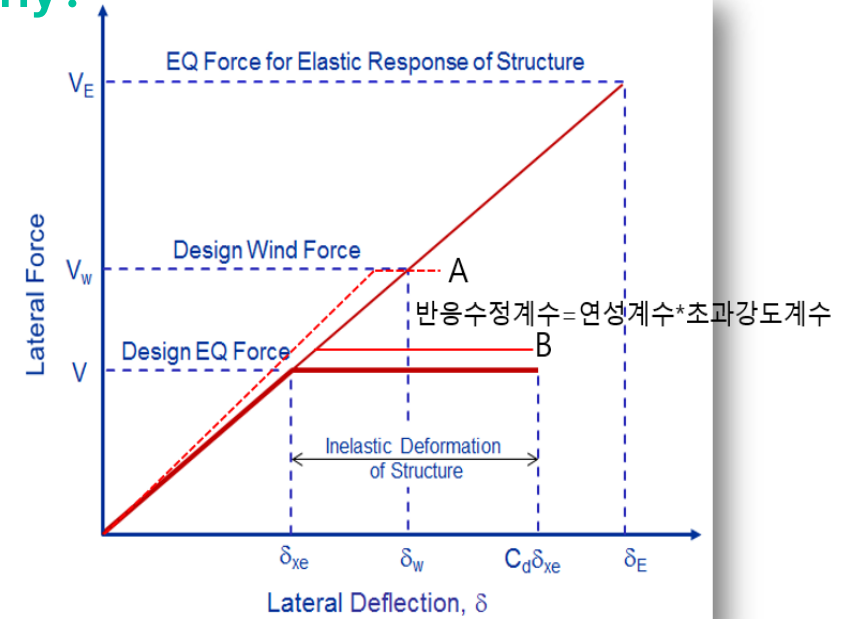 EQ Force for Elastic Response of Structure
V_E
Design Wind Force
V_w
A
반응수정계수=연성계수*초과강도계수
B
Design EQ Force
V
Lateral Force
Inelastic Deformation
of Structure
δ_xe
δ_w
C_dδ_xe
δ_E
Lateral Deflection, δ